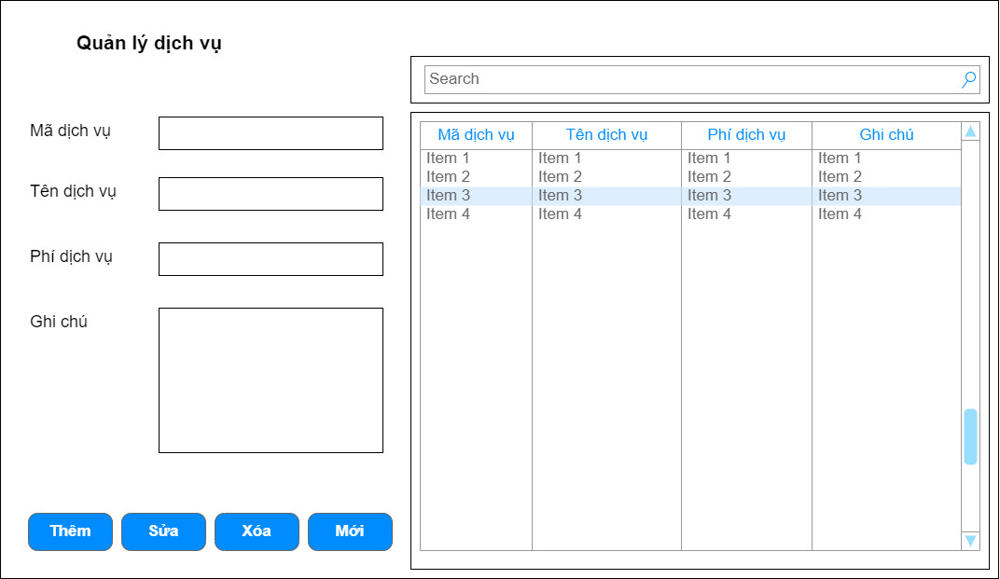 Quản lý dịch vụ
Search
Mã dịch vụ
Tên dịch vụ
Phí dịch vụ
Ghi chú
Thêm Sửa Xóa Mới
Mã dịch vụ Tên dịch vụ Phí dịch vụ Ghi chú
Item 1 Item 1 Item 1 Item 1
Item 2 Item 2 Item 2 Item 2
Item 3 Item 3 Item 3 Item 3
Item 4 Item 4 Item 4 Item 4